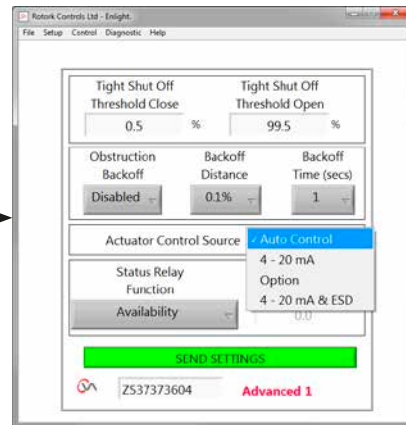 Rotork Controls Ltd - Enlight.
File Setup Control Diagnostic Help
Tight Shut Off Tight Shut Off
Threshold Close Threshold Open
0.5 % 99.5 %
Obstruction Backoff Backoff
Backoff Distance Time (secs)
Disabled 0.1% 1
Actuator Control Source ✓ Auto Control
4 - 20 mA
Status Relay Option
Function 4 - 20 mA & ESD
Availability 0.0
SEND SETTINGS
ZS37373604 Advanced 1